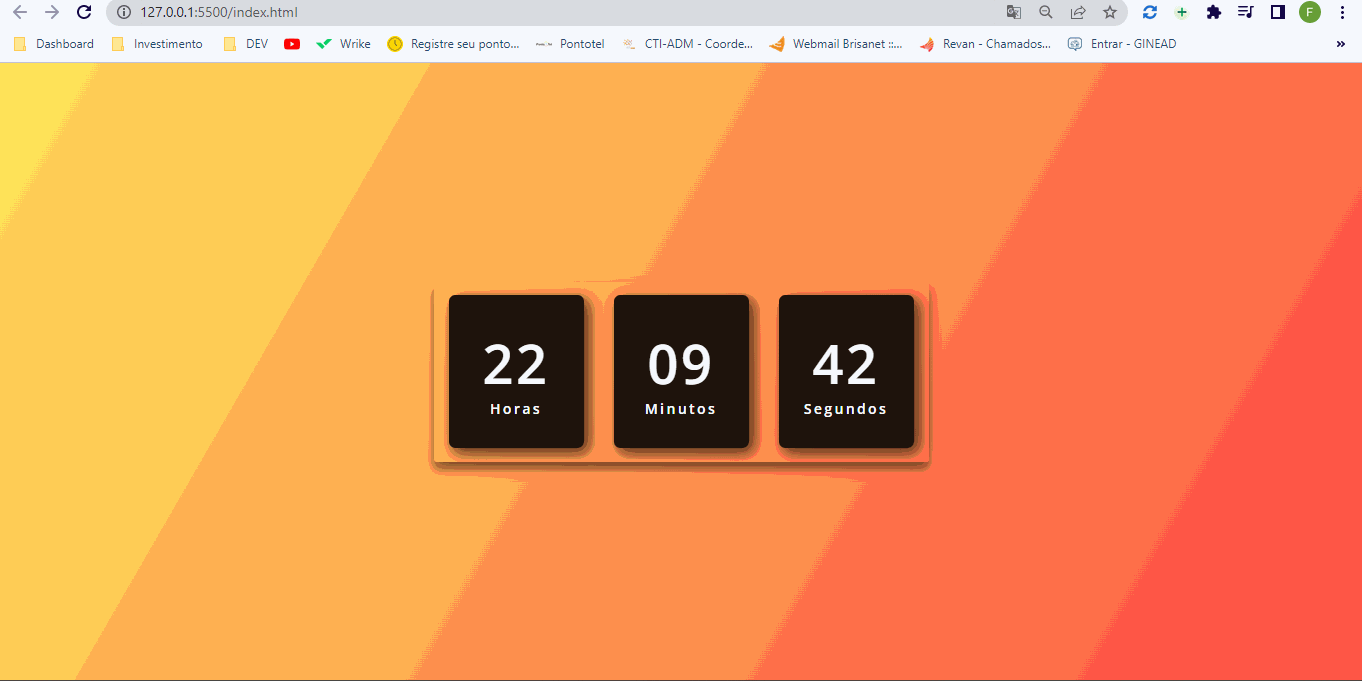 127.0.0.1:5500/index.html
F
Dashboard Investimento DEV Wrike Registre seu ponto... Pontotel CTI-ADM - Coorde... Webmail Brisanet ::... Revan - Chamados... Entrar - GINEAD »
22 09 42
Horas Minutos Segundos